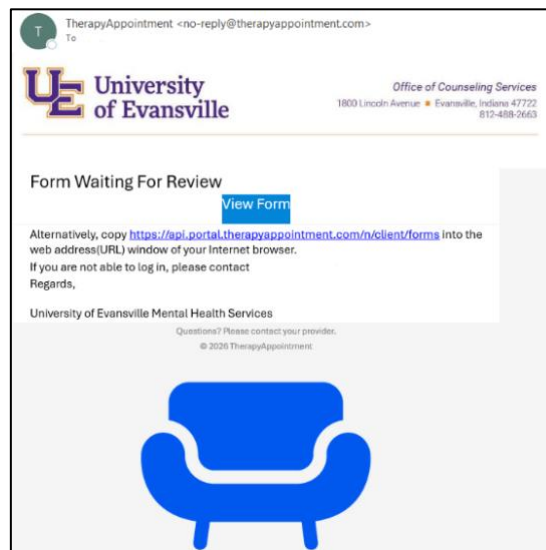 T
TherapyAppointment <no-reply@therapyappointment.com>
To
UE University
of Evansville
Office of Counseling Services
1800 Lincoln Avenue ■ Evansville, Indiana 47722
812-488-2663
Form Waiting For Review
View Form
Alternatively, copy https://api.portal.therapyappointment.com/n/client/forms into the
web address(URL) window of your Internet browser.
If you are not able to log in, please contact
Regards,
University of Evansville Mental Health Services
Questions? Please contact your provider.
© 2026 TherapyAppointment